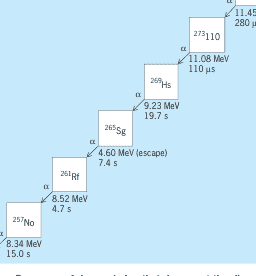 α
11.45
280 μ
²⁷³110
α
11.08 MeV
110 μs
²⁶⁹Hs
α
9.23 MeV
19.7 s
²⁶⁵Sg
α
4.60 MeV (escape)
7.4 s
²⁶¹Rf
α
8.52 MeV
4.7 s
²⁵⁷No
α
8.34 MeV
15.0 s